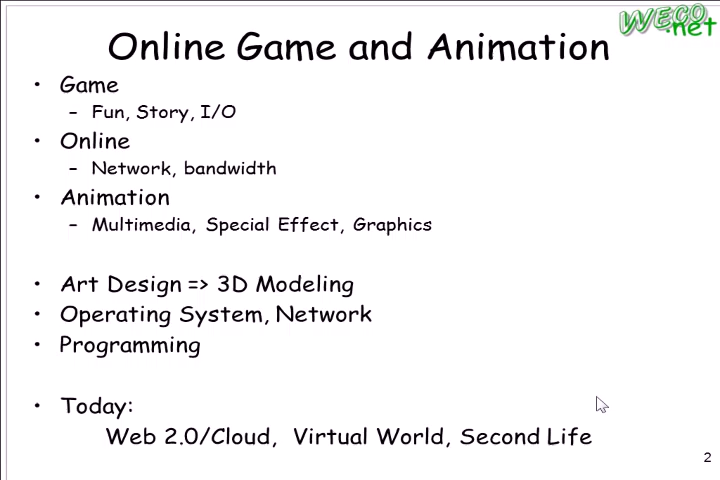 WECO.net
Online Game and Animation
• Game
– Fun, Story, I/O
• Online
– Network, bandwidth
• Animation
– Multimedia, Special Effect, Graphics
• Art Design => 3D Modeling
• Operating System, Network
• Programming
• Today:
Web 2.0/Cloud, Virtual World, Second Life
2